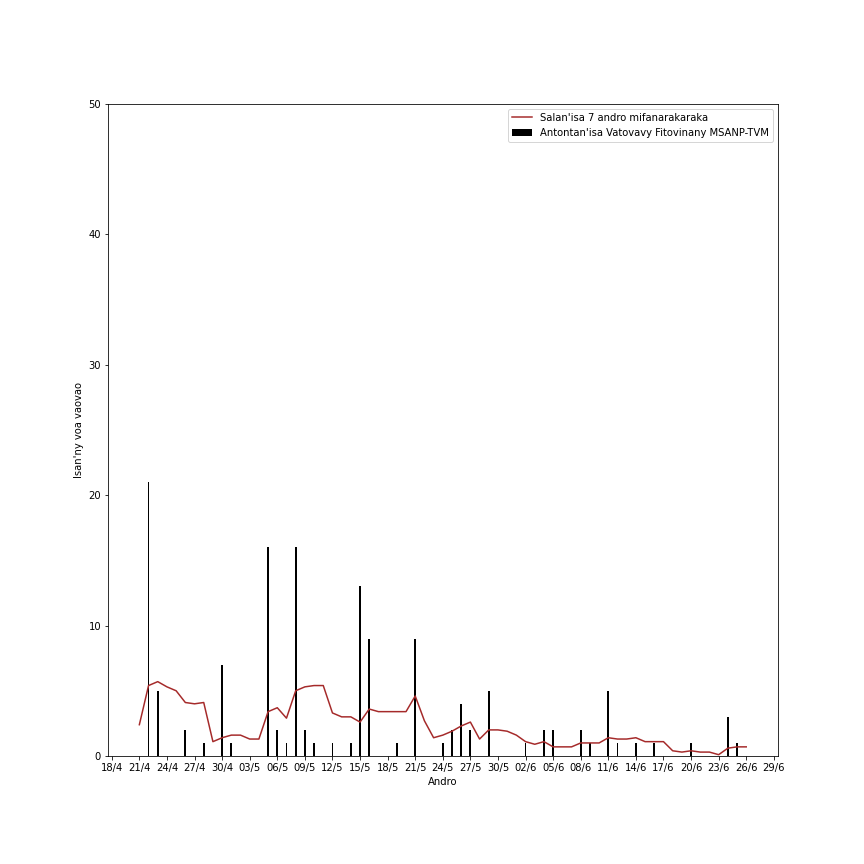 Salan'isa 7 andro mifanarakaraka
Antontan'isa Vatovavy Fitovinany MSANP-TVM
50
40
30
20
10
0
Isan'ny voa vaovao
18/4 21/4 24/4 27/4 30/4 03/5 06/5 09/5 12/5 15/5 18/5 21/5 24/5 27/5 30/5 02/6 05/6 08/6 11/6 14/6 17/6 20/6 23/6 26/6 29/6
Andro